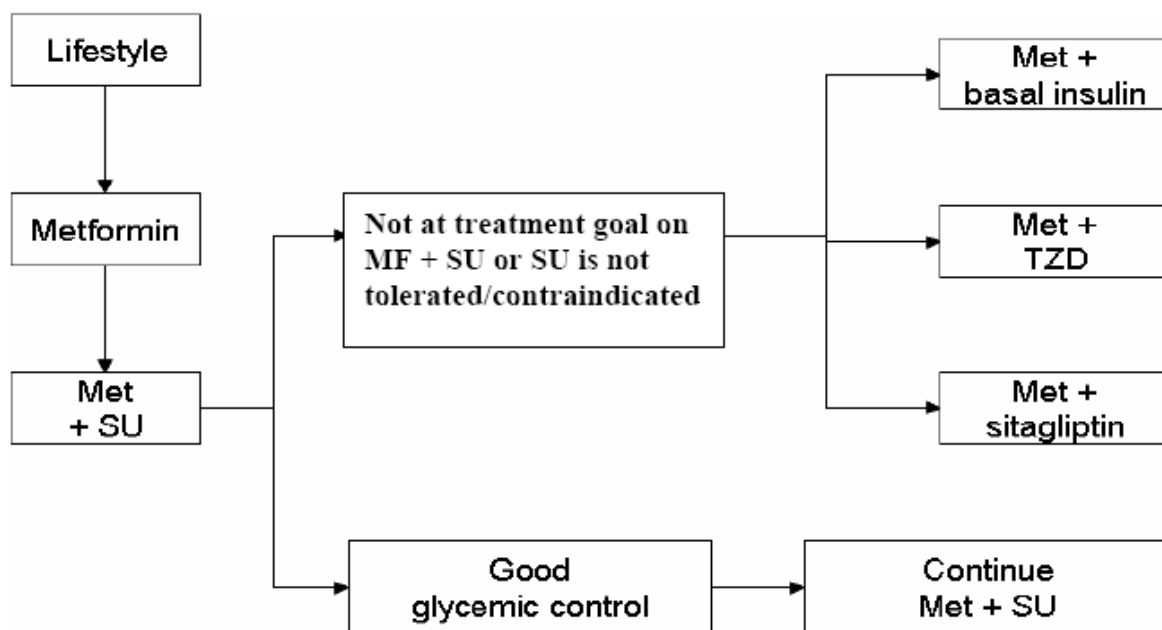 Lifestyle
Metformin
Met
+ SU
Not at treatment goal on
MF + SU or SU is not
tolerated/contraindicated
Good
glycemic control
Met +
basal insulin
Met +
TZD
Met +
sitagliptin
Continue
Met + SU